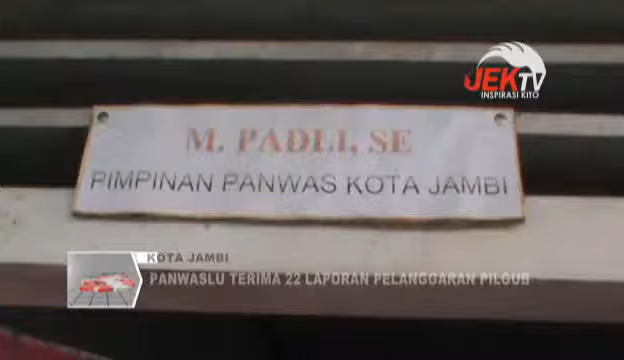 JEKTV
INSPIRASI KITO
M. PADLI, SE
PIMPINAN PANWAS KOTA JAMBI
KOTA JAMBI
PANWASLU TERIMA 22 LAPORAN PELANGGARAN PILGUB